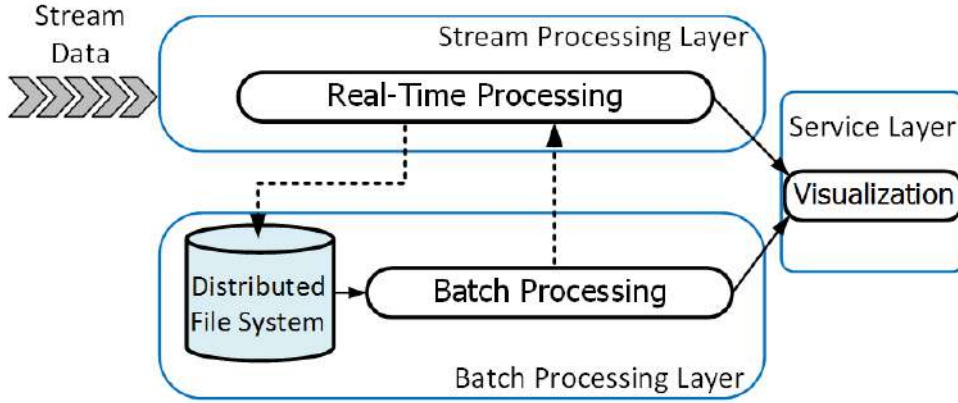 Stream
Data
Stream Processing Layer
Real-Time Processing
Service Layer
Visualization
Distributed
File System
Batch Processing
Batch Processing Layer